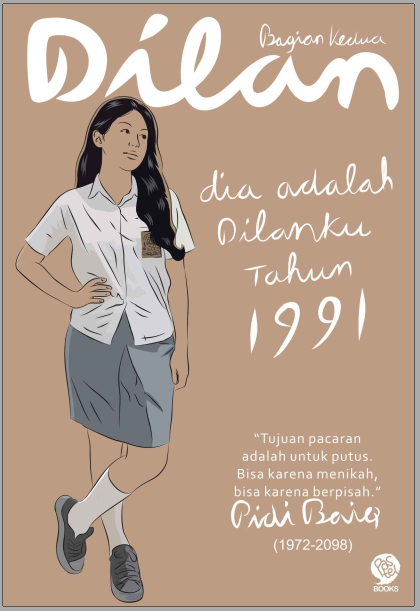 Bagian Kedua
Dilan
dia adalah
Dilanku
Tahun
1991
“Tujuan pacaran
adalah untuk putus.
Bisa karena menikah,
bisa karena berpisah.”
Pidi Baiq
(1972-2098)
BOOKS